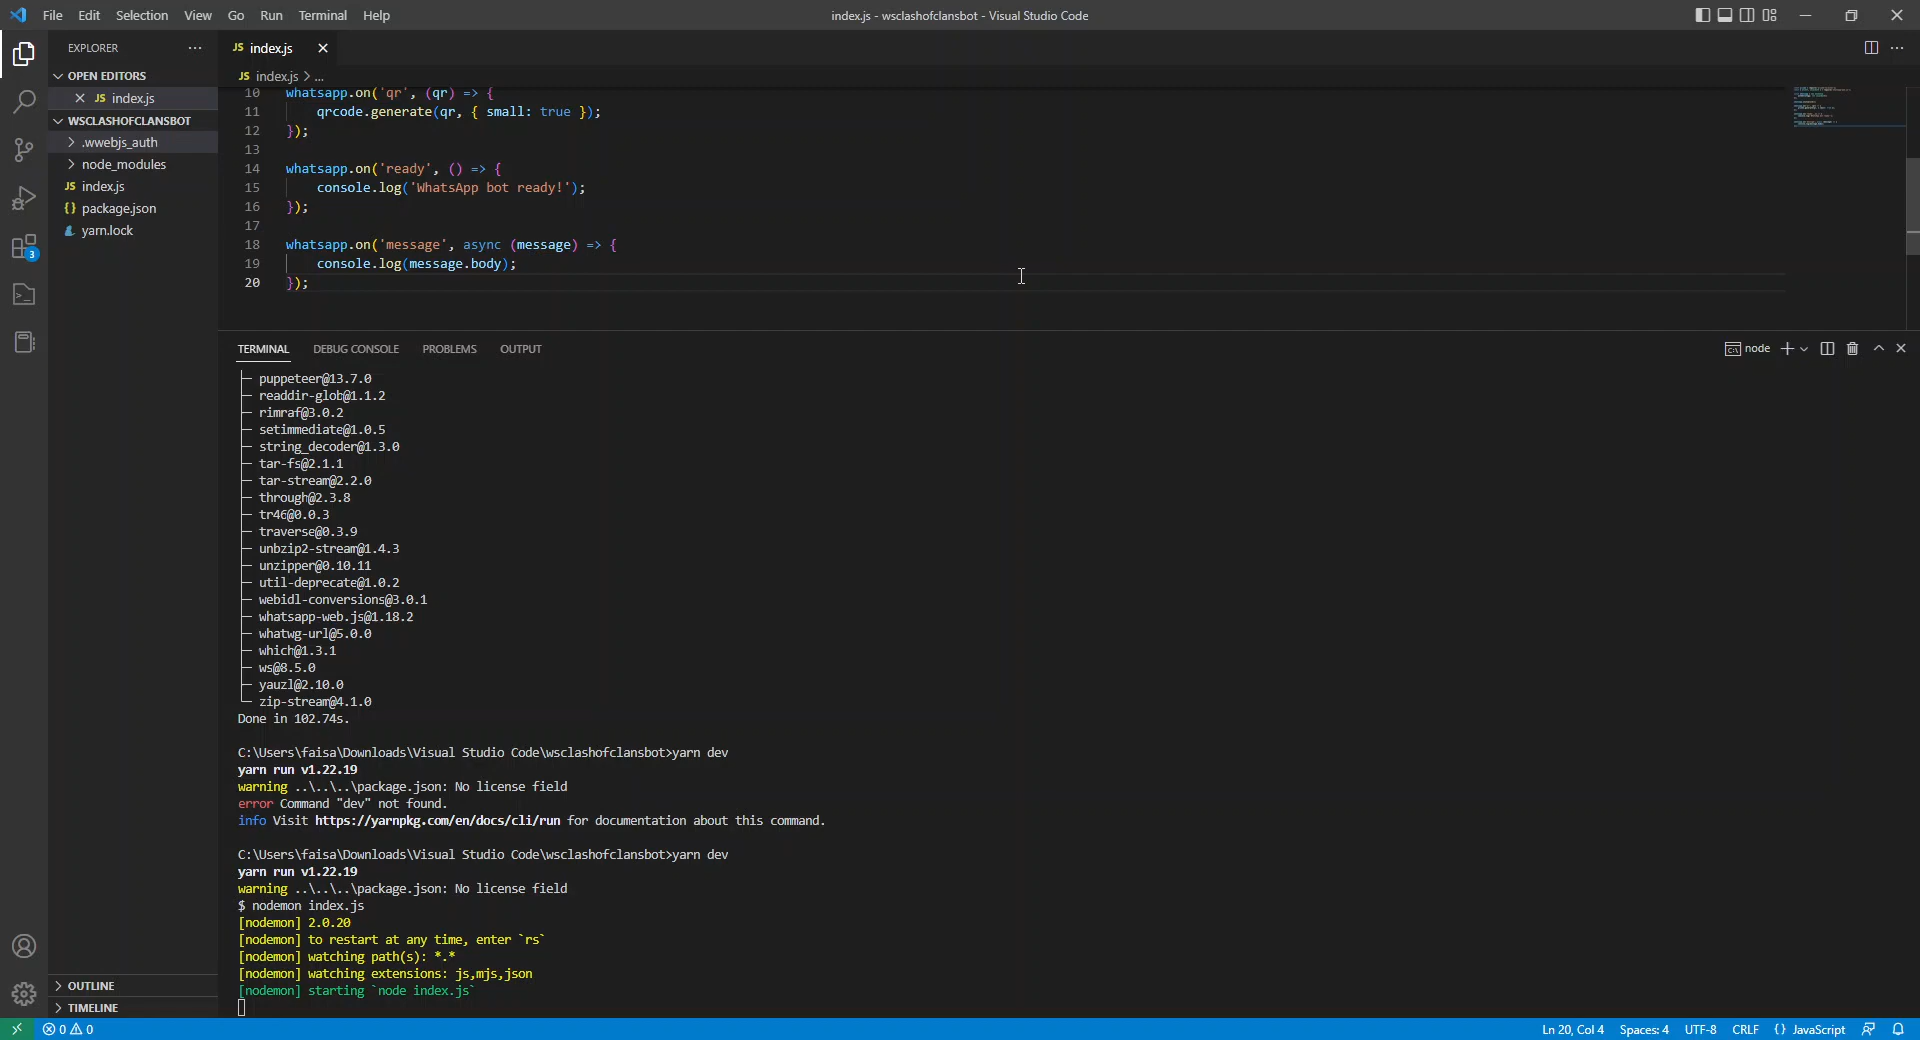 File Edit Selection View Go Run Terminal Help
index.js - wsclashofclansbot - Visual Studio Code
EXPLORER
JS index.js
OPEN EDITORS
JS index.js > ...
JS index.js
WSCLASHOFCLANSBOT
.wwebjs_auth
node_modules
JS index.js
{} package.json
yarn.lock
3
10 whatsapp.on('qr', (qr) => {
11 qrcode.generate(qr, { small: true });
12 });
13
14 whatsapp.on('ready', () => {
15 console.log('WhatsApp bot ready!');
16 });
17
18 whatsapp.on('message', async (message) => {
19 console.log(message.body);
20 });
TERMINAL DEBUG CONSOLE PROBLEMS OUTPUT
node
puppeteer@13.7.0
readdir-glob@1.1.2
rimraf@3.0.2
setimmediate@1.0.5
string_decoder@1.3.0
tar-fs@2.1.1
tar-stream@2.2.0
through@2.3.8
tr46@0.0.3
traverse@0.3.9
unbzip2-stream@1.4.3
unzipper@0.10.11
util-deprecate@1.0.2
webidl-conversions@3.0.1
whatsapp-web.js@1.18.2
whatwg-url@5.0.0
which@1.3.1
ws@8.5.0
yauzl@2.10.0
zip-stream@4.1.0
Done in 102.74s.
C:\Users\faisa\Downloads\Visual Studio Code\wsclashofclansbot>yarn dev
yarn run v1.22.19
warning ..\..\..\package.json: No license field
error Command "dev" not found.
info Visit https://yarnpkg.com/en/docs/cli/run for documentation about this command.
C:\Users\faisa\Downloads\Visual Studio Code\wsclashofclansbot>yarn dev
yarn run v1.22.19
warning ..\..\..\package.json: No license field
$ nodemon index.js
[nodemon] 2.0.20
[nodemon] to restart at any time, enter `rs`
[nodemon] watching path(s): *.*
[nodemon] watching extensions: js,mjs,json
[nodemon] starting `node index.js`
OUTLINE
TIMELINE
0 0
Ln 20, Col 4 Spaces: 4 UTF-8 CRLF {} JavaScript